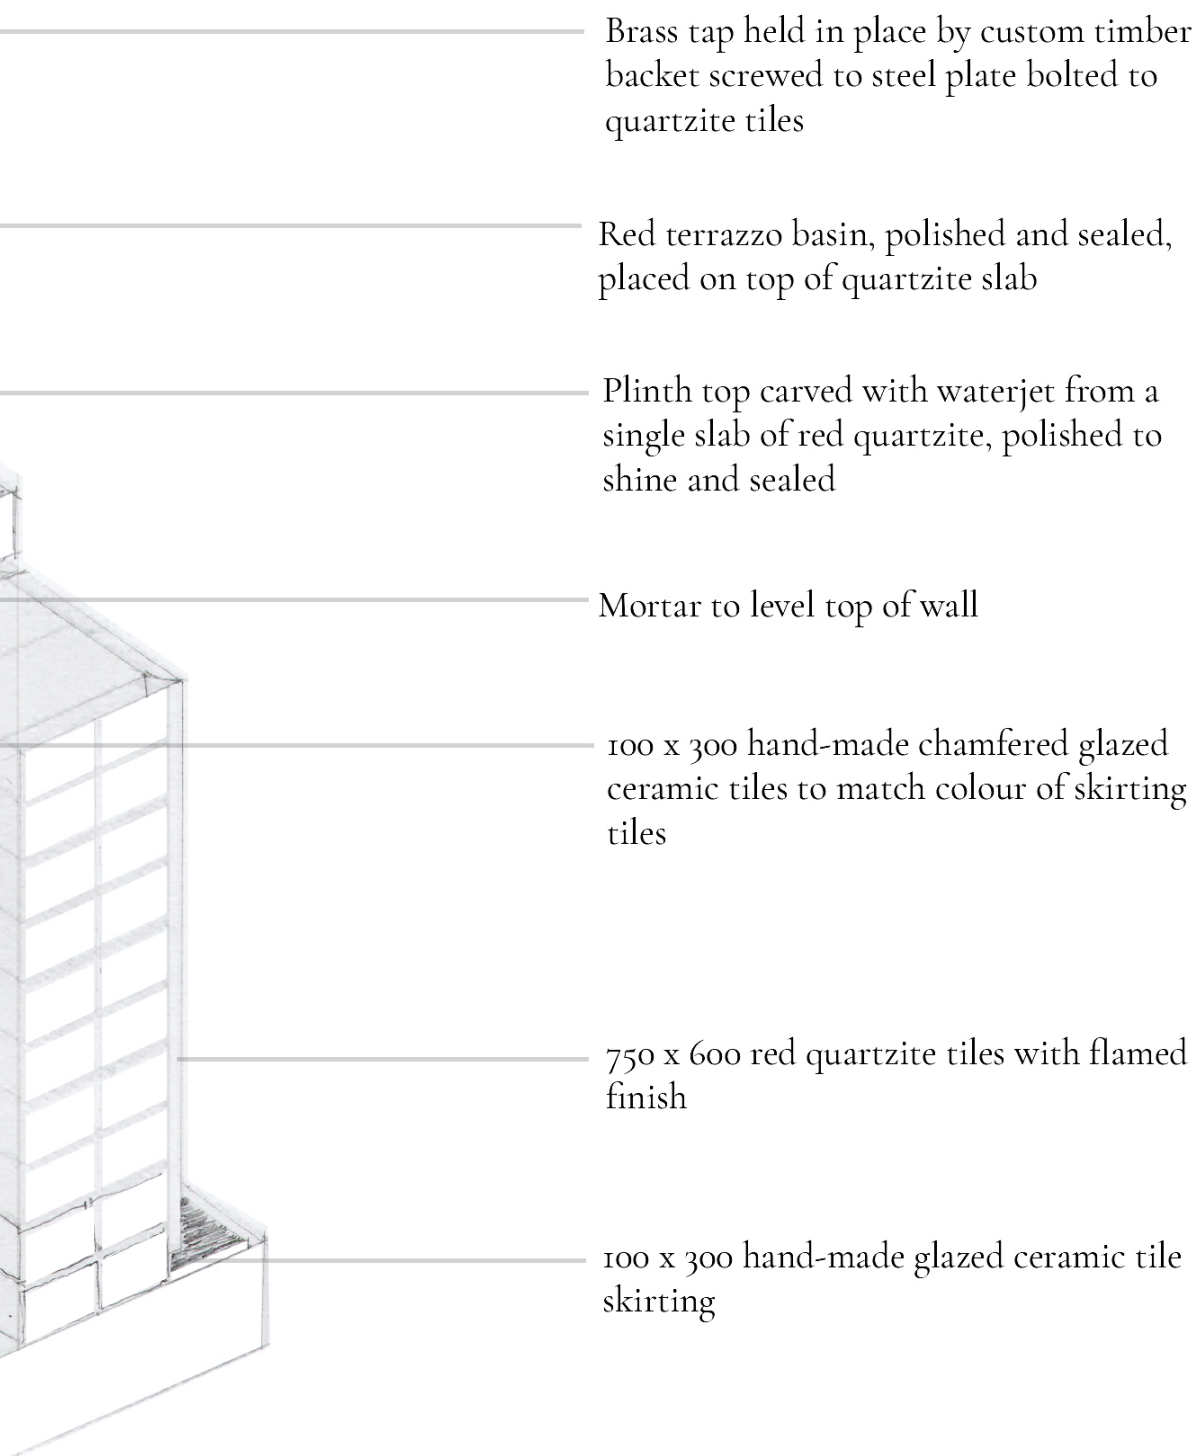 Brass tap held in place by custom timber
backet screwed to steel plate bolted to
quartzite tiles
Red terrazzo basin, polished and sealed,
placed on top of quartzite slab
Plinth top carved with waterjet from a
single slab of red quartzite, polished to
shine and sealed
Mortar to level top of wall
100 x 300 hand-made chamfered glazed
ceramic tiles to match colour of skirting
tiles
750 x 600 red quartzite tiles with flamed
finish
100 x 300 hand-made glazed ceramic tile
skirting